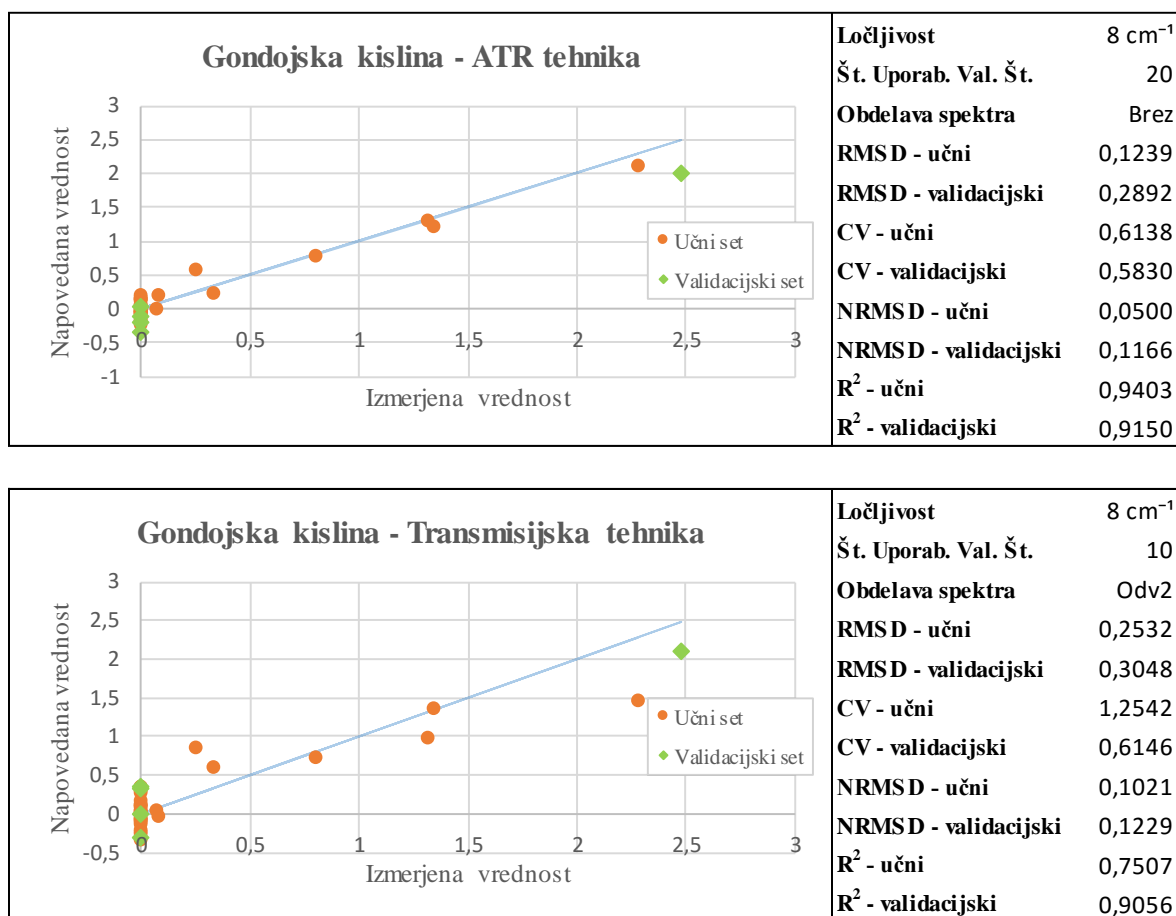 Gondojska kislina - ATR tehnika
Napovedana vrednost
3
2,5
2
1,5
1
0,5
0
-0,5
-1
0
0,5
1
1,5
2
2,5
3
Izmerjena vrednost
Učni set
Validacijski set
Ločljivost 8 cm⁻¹
Št. Uporab. Val. Št. 20
Obdelava spektra Brez
RMSD - učni 0,1239
RMSD - validacijski 0,2892
CV - učni 0,6138
CV - validacijski 0,5830
NRMSD - učni 0,0500
NRMSD - validacijski 0,1166
R² - učni 0,9403
R² - validacijski 0,9150
Gondojska kislina - Transmisijska tehnika
Napovedana vrednost
3
2,5
2
1,5
1
0,5
0
-0,5
0
0,5
1
1,5
2
2,5
3
Izmerjena vrednost
Učni set
Validacijski set
Ločljivost 8 cm⁻¹
Št. Uporab. Val. Št. 10
Obdelava spektra Odv2
RMSD - učni 0,2532
RMSD - validacijski 0,3048
CV - učni 1,2542
CV - validacijski 0,6146
NRMSD - učni 0,1021
NRMSD - validacijski 0,1229
R² - učni 0,7507
R² - validacijski 0,9056